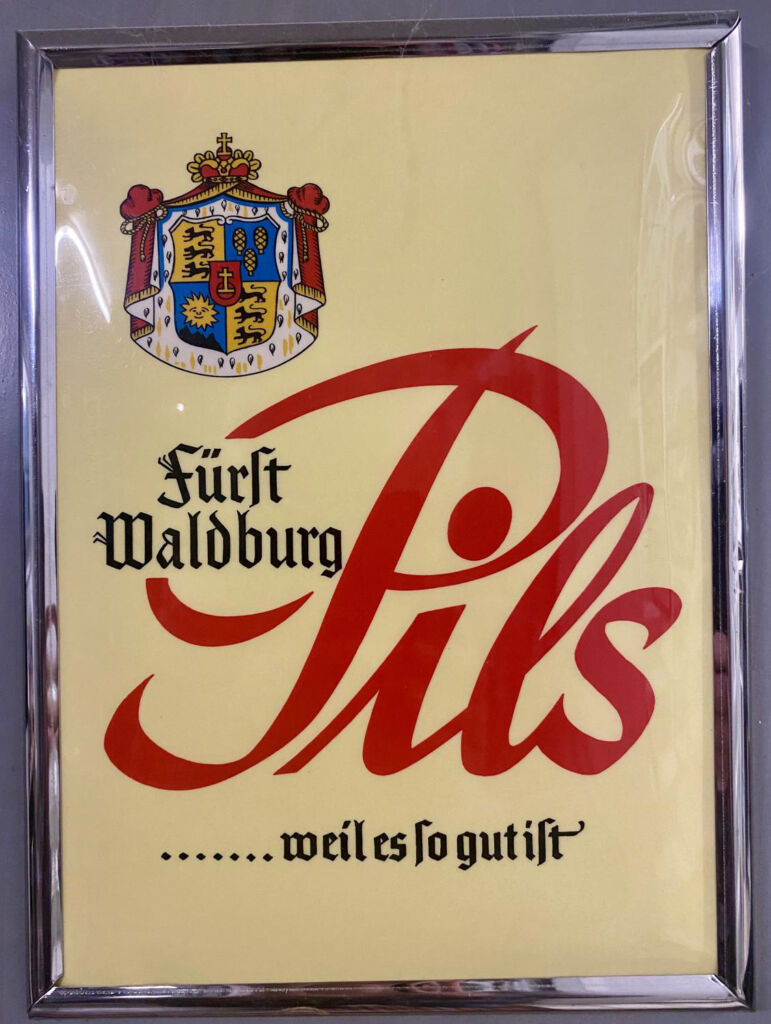 Fürſt
Waldburg
Pils
.......weil es ſo gut iſt